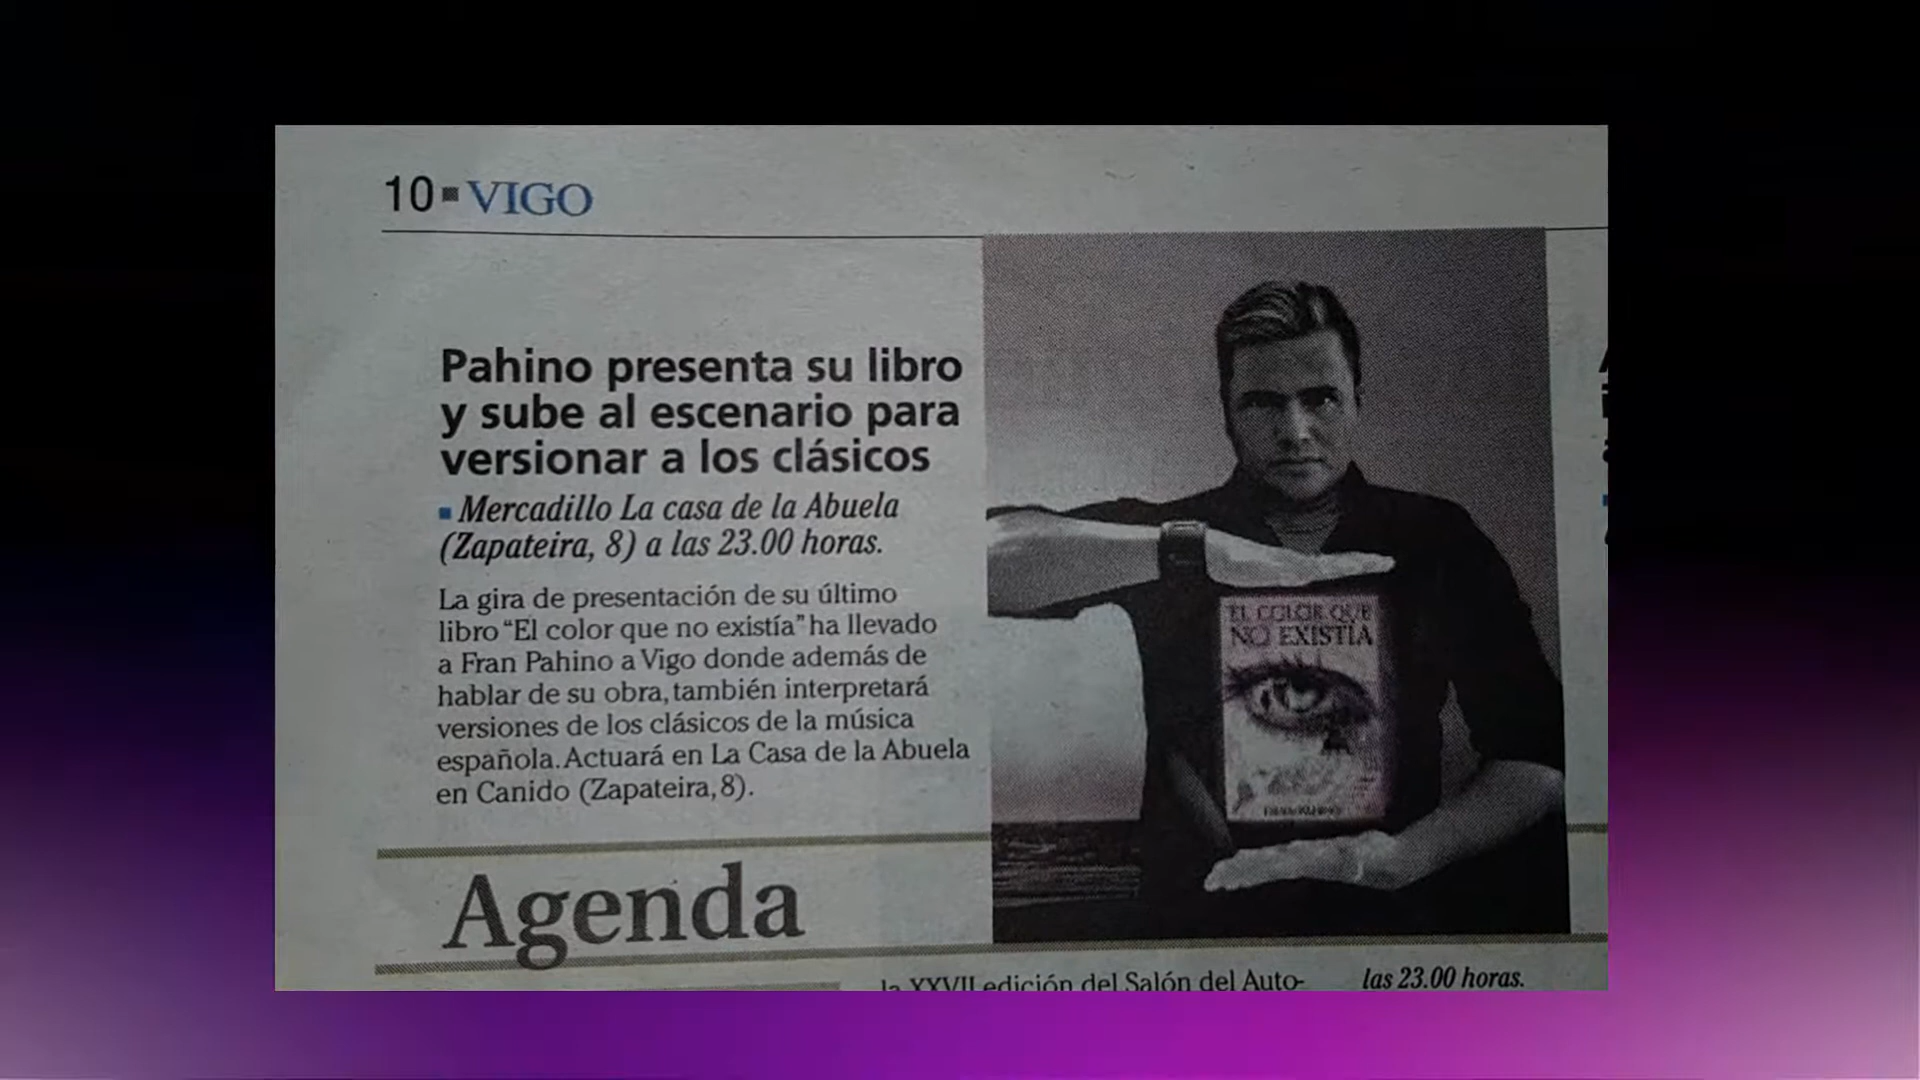 10 VIGO
Pahino presenta su libro
y sube al escenario para
versionar a los clásicos
Mercadillo La casa de la Abuela
(Zapateira, 8) a las 23.00 horas.
La gira de presentación de su último
libro “El color que no existía” ha llevado
a Fran Pahino a Vigo donde además de
hablar de su obra, también interpretará
versiones de los clásicos de la música
española. Actuará en La Casa de la Abuela
en Canido (Zapateira, 8).
EL COLOR QUE
NO EXISTÍA
Agenda
la XXVII edición del Salón del Auto-
las 23.00 horas.